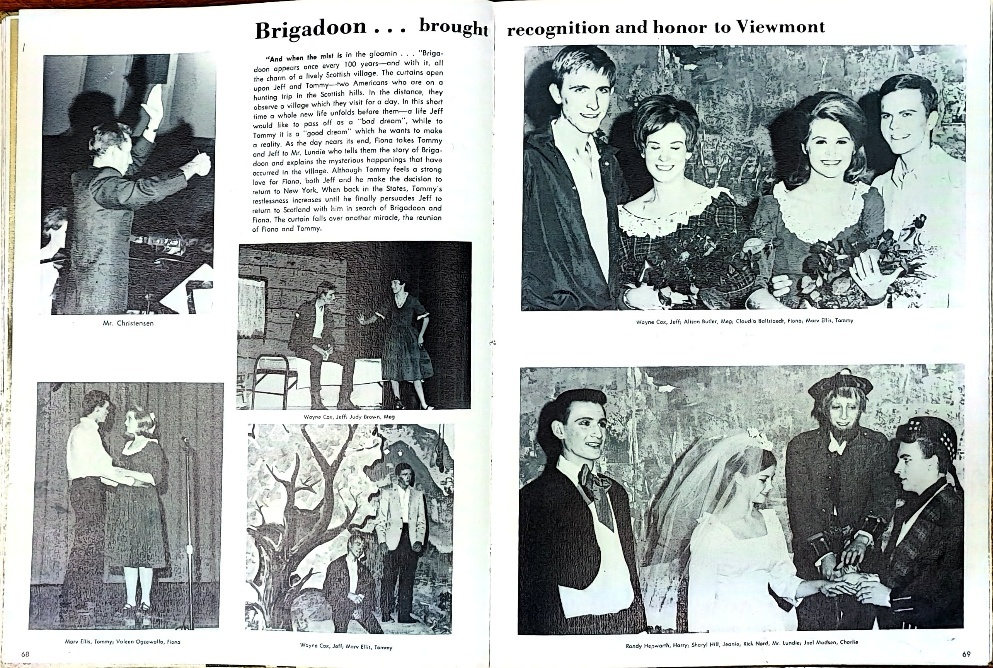 Brigadoon . . . brought recognition and honor to Viewmont
"And when the mist is in the gloamin . . . "Briga-
doon appears once every 100 years—and with it, all
the charm of a lively Scottish village. The curtains open
upon Jeff and Tommy—two Americans who are on a
hunting trip in the Scottish hills. In the distance, they
observe a village which they visit for a day. In this short
time a whole new life unfolds before them—a life Jeff
would like to pass off as a "bad dream", while to
Tommy it is a "good dream" which he wants to make
a reality. As the day nears its end, Fiona takes Tommy
and Jeff to Mr. Lundie who tells them the story of Briga-
doon and explains the mysterious happenings that have
occurred in the village. Although Tommy feels a strong
love for Fiona, both Jeff and he make the decision to
return to New York. When back in the States, Tommy's
restlessness increases until he finally persuades Jeff to
return to Scotland with him in search of Brigadoon and
Fiona. The curtain falls over another miracle, the reunion
of Fiona and Tommy.
Mr. Christensen
Wayne Cox, Jeff; Judy Brown, Meg
Marv Ellis, Tommy; Valeen Fiona
Wayne Cox, Jeff; Marv Ellis, Tommy
68
Wayne Cox, Jeff; Alison Butler, Meg; Claudia Fiona; Marv Ellis, Tommy
Randy Hepworth, Harry; Sheryl Hill, Jeanie; Rick Nerd, Mr. Lundie; Joel Madsen, Charlie
69